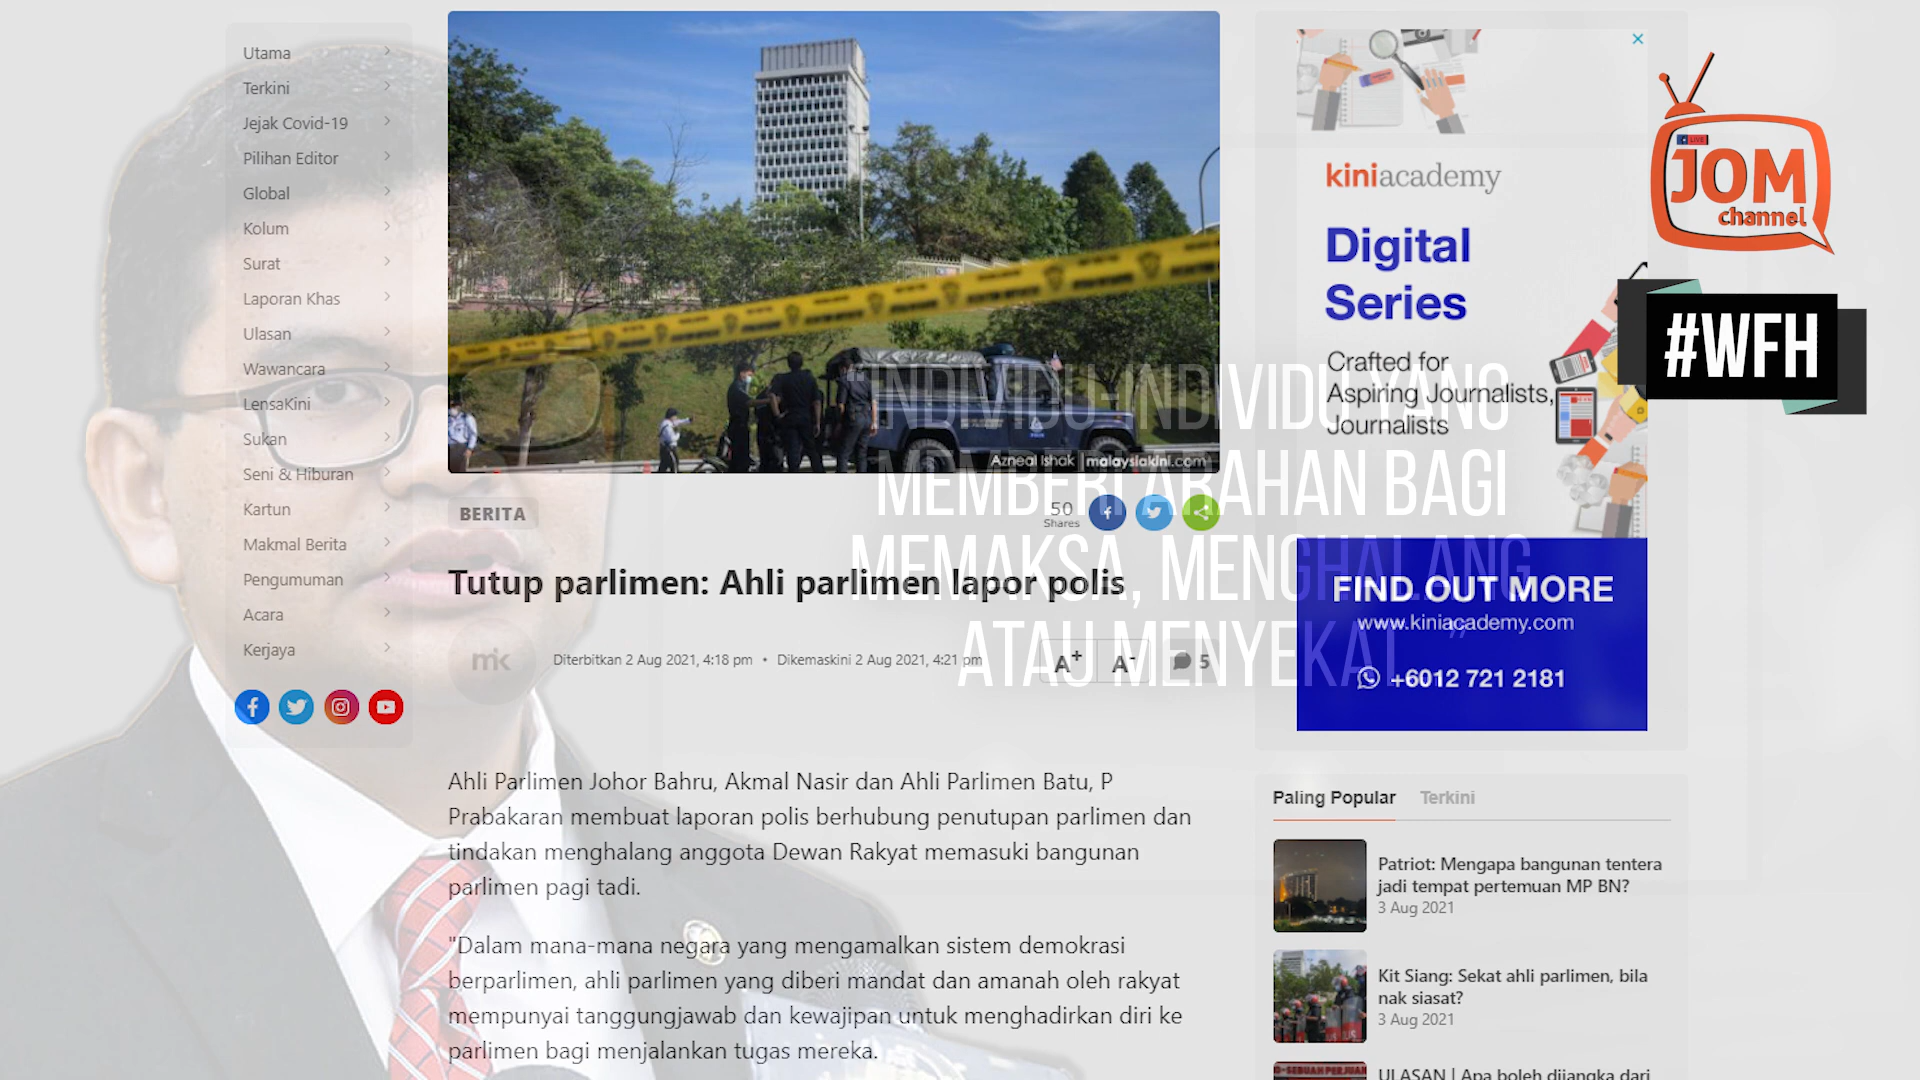 Utama
Terkini
Jejak Covid-19
Pilihan Editor
Global
Kolum
Surat
Laporan Khas
Ulasan
Wawancara
LensaKini
Sukan
Seni & Hiburan
Kartun
Makmal Berita
Pengumuman
Acara
Kerjaya
Azneal Ishak | malaysiakini.com
BERITA
50
Shares
Tutup parlimen: Ahli parlimen lapor polis
mk
Diterbitkan 2 Aug 2021, 4:18 pm • Dikemaskini 2 Aug 2021, 4:21 pm
A+ A- 5
Ahli Parlimen Johor Bahru, Akmal Nasir dan Ahli Parlimen Batu, P
Prabakaran membuat laporan polis berhubung penutupan parlimen dan
tindakan menghalang anggota Dewan Rakyat memasuki bangunan
parlimen pagi tadi.
"Dalam mana-mana negara yang mengamalkan sistem demokrasi
berparlimen, ahli parlimen yang diberi mandat dan amanah oleh rakyat
mempunyai tanggungjawab dan kewajipan untuk menghadirkan diri ke
parlimen bagi menjalankan tugas mereka.
“INDIVIDU-INDIVIDU YANG
MEMBERI ARAHAN BAGI
MEMAKSA, MENGHALANG
ATAU MENYEKAT...”
kiniacademy
Digital
Series
Crafted for
Aspiring Journalists,
Journalists
FIND OUT MORE
www.kiniacademy.com
+6012 721 2181
LIVE
JOM
channel
#WFH
Paling Popular Terkini
Patriot: Mengapa bangunan tentera
jadi tempat pertemuan MP BN?
3 Aug 2021
Kit Siang: Sekat ahli parlimen, bila
nak siasat?
3 Aug 2021
ULASAN | Apa boleh dijangka dari